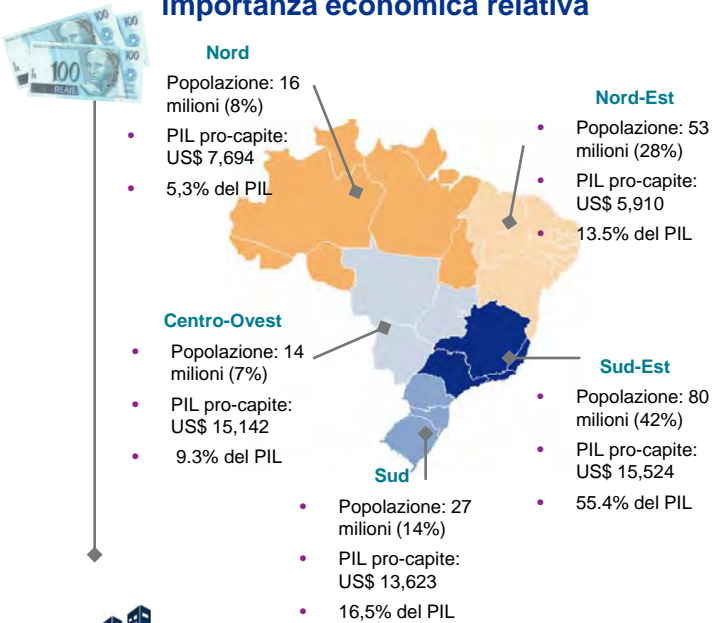 Importanza economica relativa
100
100
100
REAIS
Nord
Popolazione: 16
milioni (8%)
• PIL pro-capite:
US$ 7,694
• 5,3% del PIL
Nord-Est
• Popolazione: 53
milioni (28%)
• PIL pro-capite:
US$ 5,910
• 13.5% del PIL
Centro-Ovest
• Popolazione: 14
milioni (7%)
• PIL pro-capite:
US$ 15,142
• 9.3% del PIL
Sud-Est
• Popolazione: 80
milioni (42%)
• PIL pro-capite:
US$ 15,524
• 55.4% del PIL
Sud
• Popolazione: 27
milioni (14%)
• PIL pro-capite:
US$ 13,623
• 16,5% del PIL